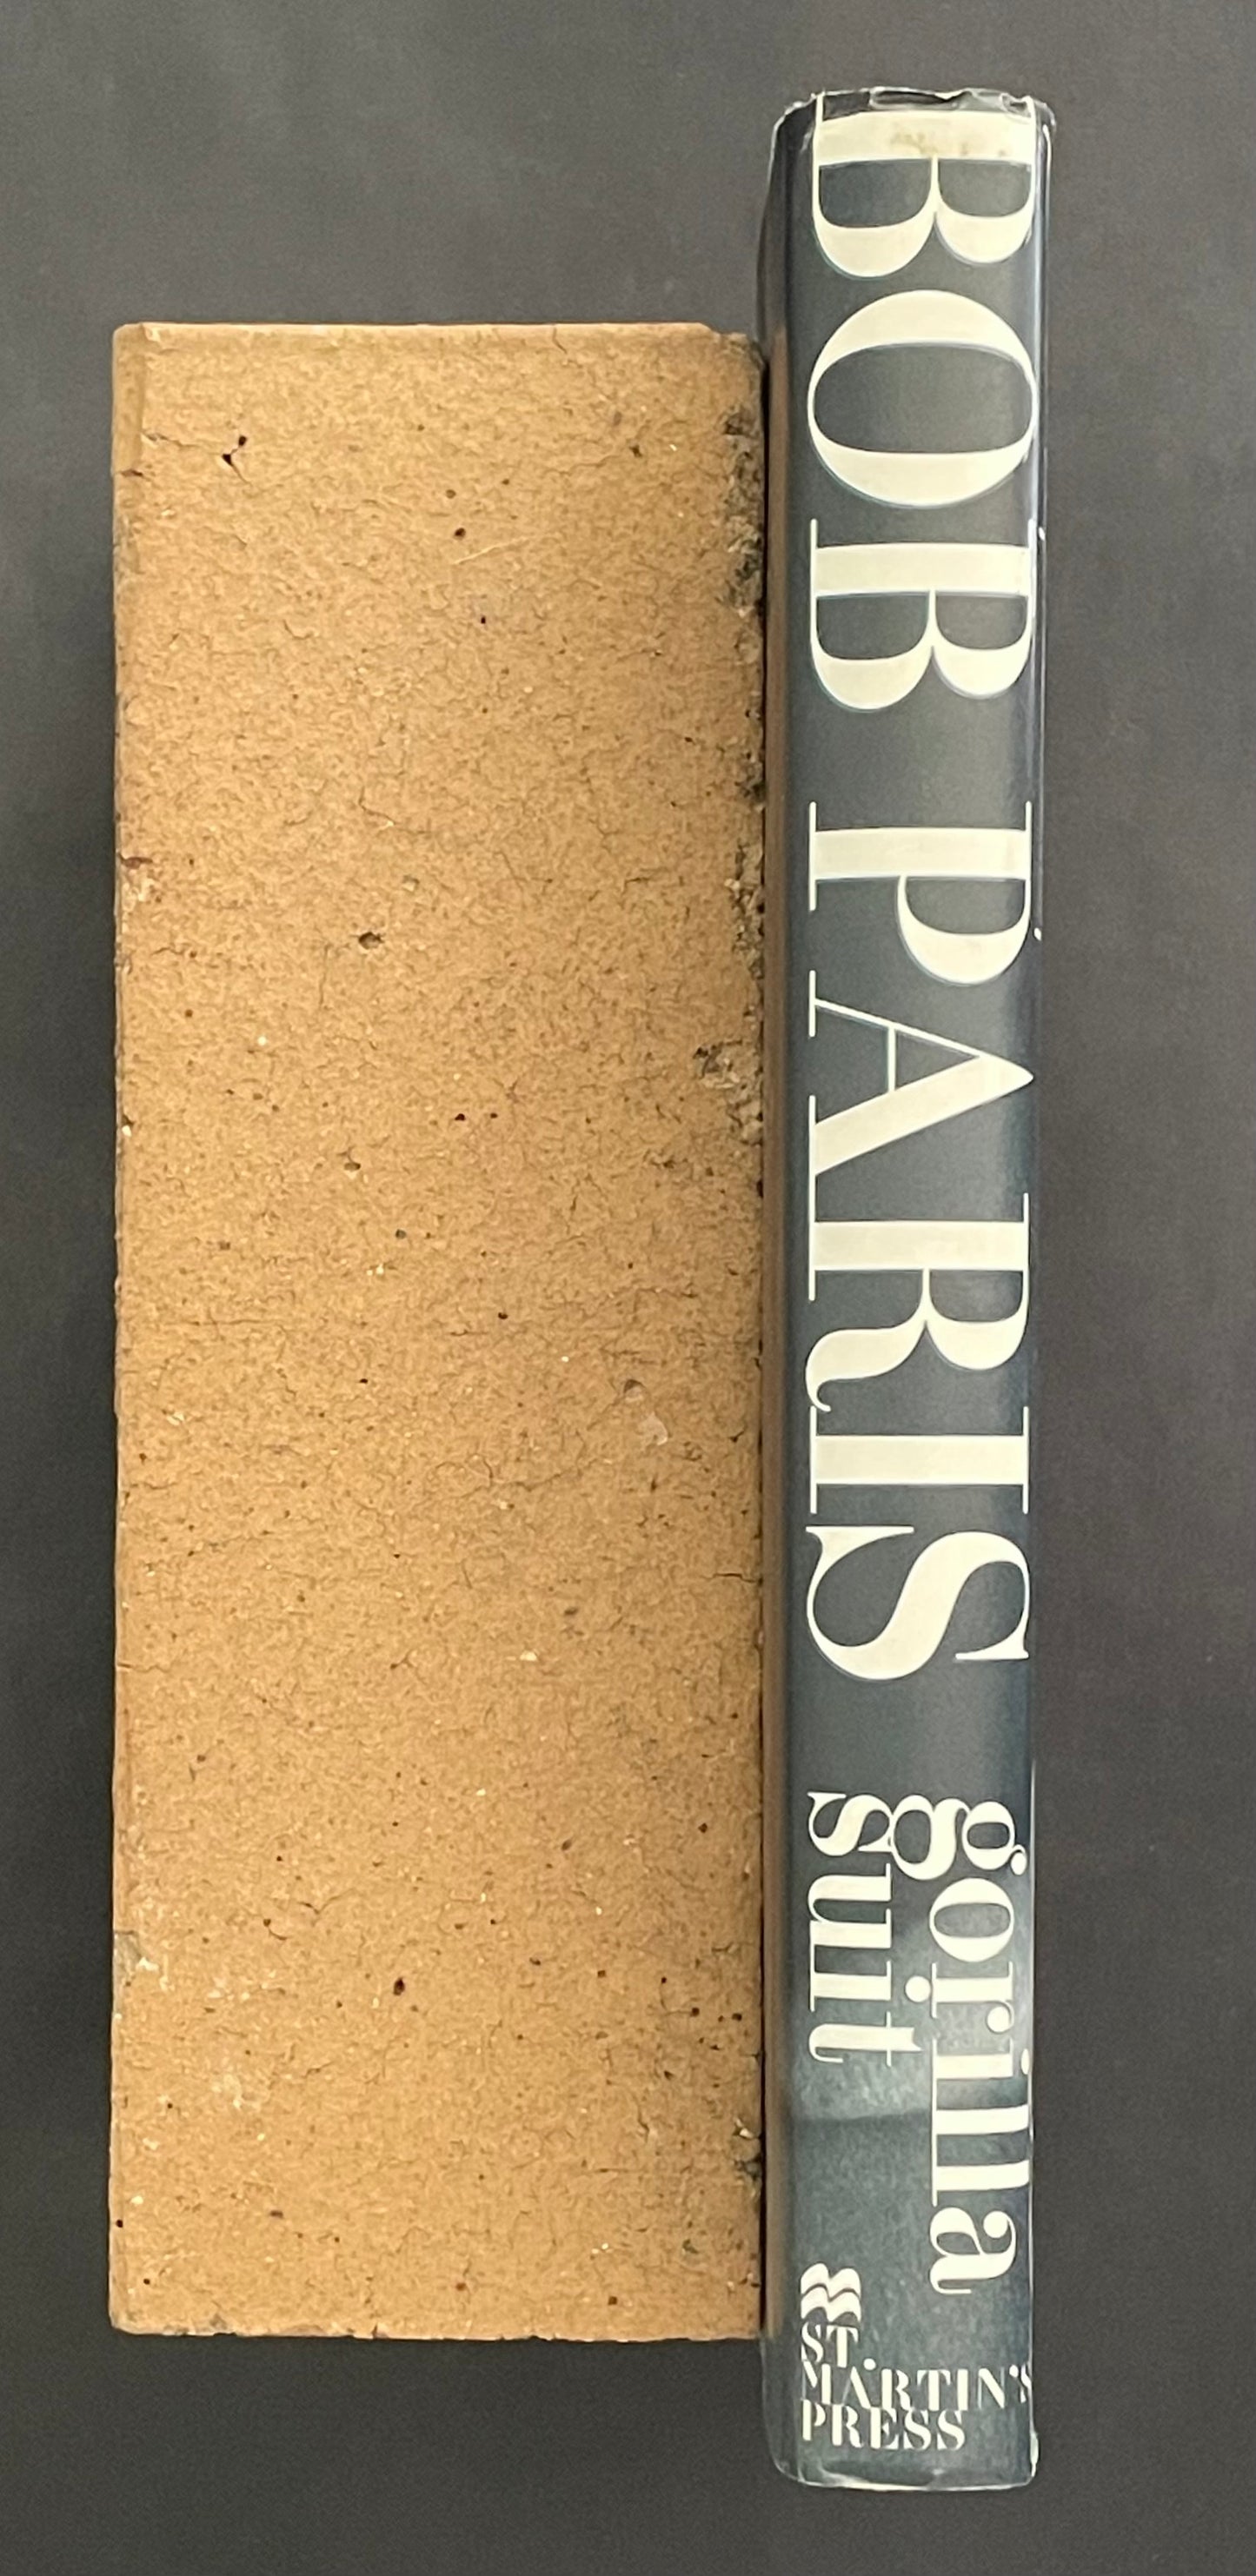 BOB PARIS
gorilla
suit
ST.
MARTIN'S
PRESS